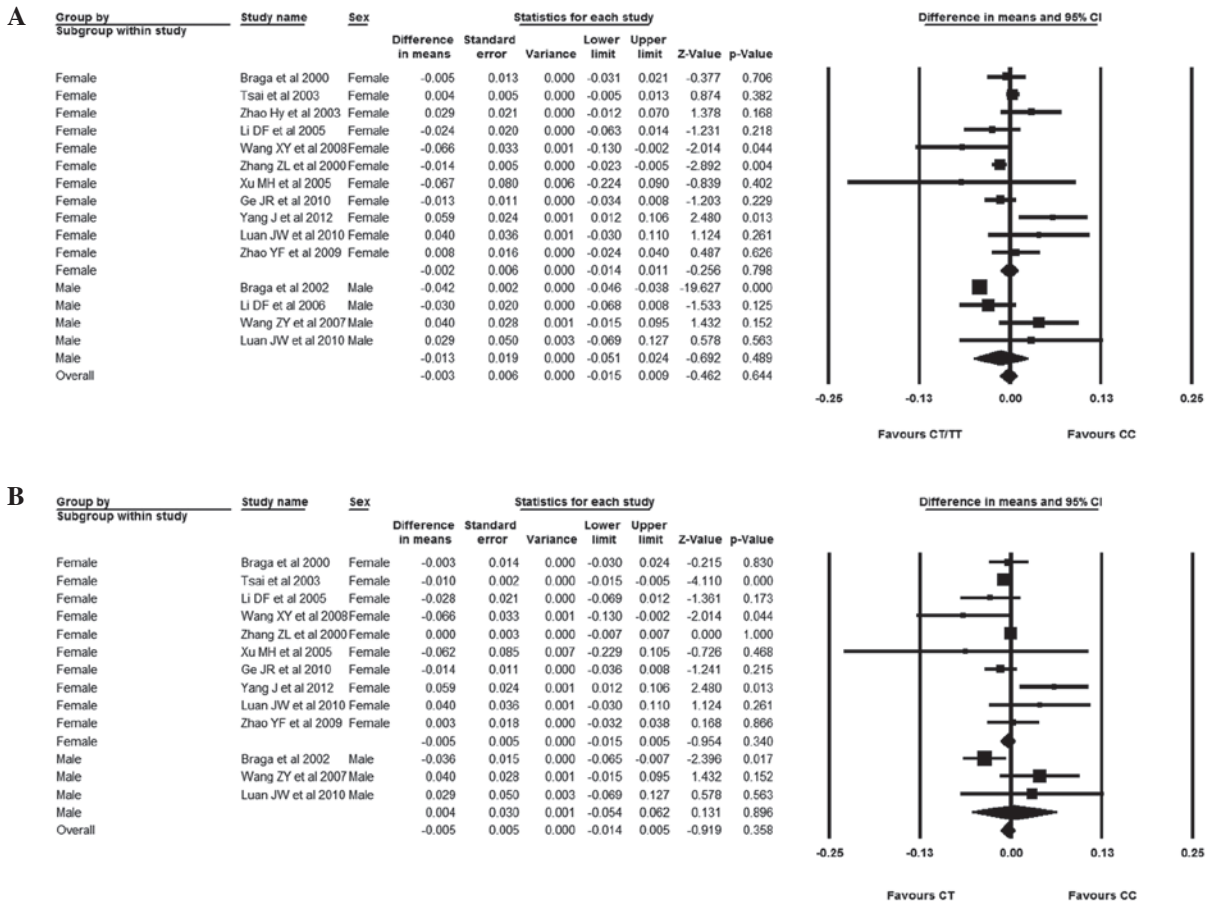 A
Group by Study name Sex Statistics for each study Difference in means and 95% CI
Subgroup within study
Difference Standard Lower Upper
in means error Variance limit limit Z-Value p-Value
Female Braga et al 2000 Female -0.005 0.013 0.000 -0.031 0.021 -0.377 0.706
Female Tsai et al 2003 Female 0.004 0.005 0.000 -0.005 0.013 0.874 0.382
Female Zhao Hy et al 2003 Female 0.029 0.021 0.000 -0.012 0.070 1.378 0.168
Female Li DF et al 2005 Female -0.024 0.020 0.000 -0.063 0.014 -1.231 0.218
Female Wang XY et al 2008 Female -0.066 0.033 0.001 -0.130 -0.002 -2.014 0.044
Female Zhang ZL et al 2000 Female -0.014 0.005 0.000 -0.023 -0.005 -2.892 0.004
Female Xu MH et al 2005 Female -0.067 0.080 0.006 -0.224 0.090 -0.839 0.402
Female Ge JR et al 2010 Female -0.013 0.011 0.000 -0.034 0.008 -1.203 0.229
Female Yang J et al 2012 Female 0.059 0.024 0.001 0.012 0.106 2.480 0.013
Female Luan JW et al 2010 Female 0.040 0.036 0.001 -0.030 0.110 1.124 0.261
Female Zhao YF et al 2009 Female 0.008 0.016 0.000 -0.024 0.040 0.487 0.626
Female -0.002 0.006 0.000 -0.014 0.011 -0.256 0.798
Male Braga et al 2002 Male -0.042 0.002 0.000 -0.046 -0.038 -19.627 0.000
Male Li DF et al 2006 Male -0.030 0.020 0.000 -0.068 0.008 -1.533 0.125
Male Wang ZY et al 2007 Male 0.040 0.028 0.001 -0.015 0.095 1.432 0.152
Male Luan JW et al 2010 Male 0.029 0.050 0.003 -0.069 0.127 0.578 0.563
Male -0.013 0.019 0.000 -0.051 0.024 -0.692 0.489
Overall -0.003 0.006 0.000 -0.015 0.009 -0.462 0.644
-0.25 -0.13 0.00 0.13 0.25
Favours CT/TT Favours CC
B
Group by Study name Sex Statistics for each study Difference in means and 95% CI
Subgroup within study
Difference Standard Lower Upper
in means error Variance limit limit Z-Value p-Value
Female Braga et al 2000 Female -0.003 0.014 0.000 -0.030 0.024 -0.215 0.830
Female Tsai et al 2003 Female -0.010 0.002 0.000 -0.015 -0.005 -4.110 0.000
Female Li DF et al 2005 Female -0.028 0.021 0.000 -0.069 0.012 -1.361 0.173
Female Wang XY et al 2008 Female -0.066 0.033 0.001 -0.130 -0.002 -2.014 0.044
Female Zhang ZL et al 2000 Female 0.000 0.003 0.000 -0.007 0.007 0.000 1.000
Female Xu MH et al 2005 Female -0.062 0.085 0.007 -0.229 0.105 -0.726 0.468
Female Ge JR et al 2010 Female -0.014 0.011 0.000 -0.036 0.008 -1.241 0.215
Female Yang J et al 2012 Female 0.059 0.024 0.001 0.012 0.106 2.480 0.013
Female Luan JW et al 2010 Female 0.040 0.036 0.001 -0.030 0.110 1.124 0.261
Female Zhao YF et al 2009 Female 0.003 0.018 0.000 -0.032 0.038 0.168 0.866
Female -0.005 0.005 0.000 -0.015 0.005 -0.954 0.340
Male Braga et al 2002 Male -0.036 0.015 0.000 -0.065 -0.007 -2.396 0.017
Male Wang ZY et al 2007 Male 0.040 0.028 0.001 -0.015 0.095 1.432 0.152
Male Luan JW et al 2010 Male 0.029 0.050 0.003 -0.069 0.127 0.578 0.563
Male 0.004 0.030 0.001 -0.054 0.062 0.131 0.896
Overall -0.005 0.005 0.000 -0.014 0.005 -0.919 0.358
-0.25 -0.13 0.00 0.13 0.25
Favours CT Favours CC